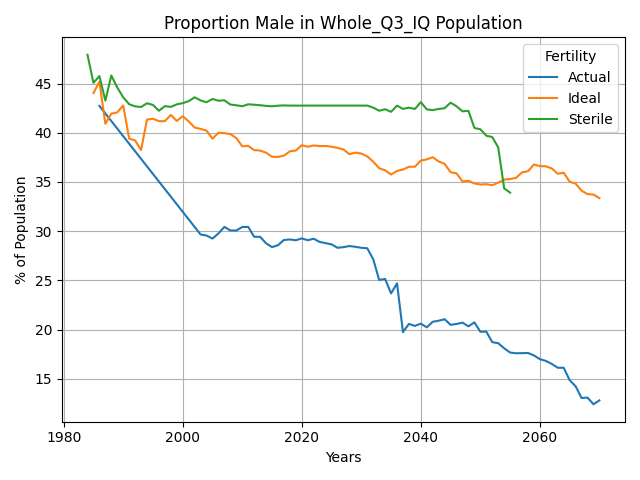 Proportion Male in Whole_Q3_IQ Population
Fertility
Actual
Ideal
Sterile
% of Population
45
40
35
30
25
20
15
1980
2000
2020
2040
2060
Years